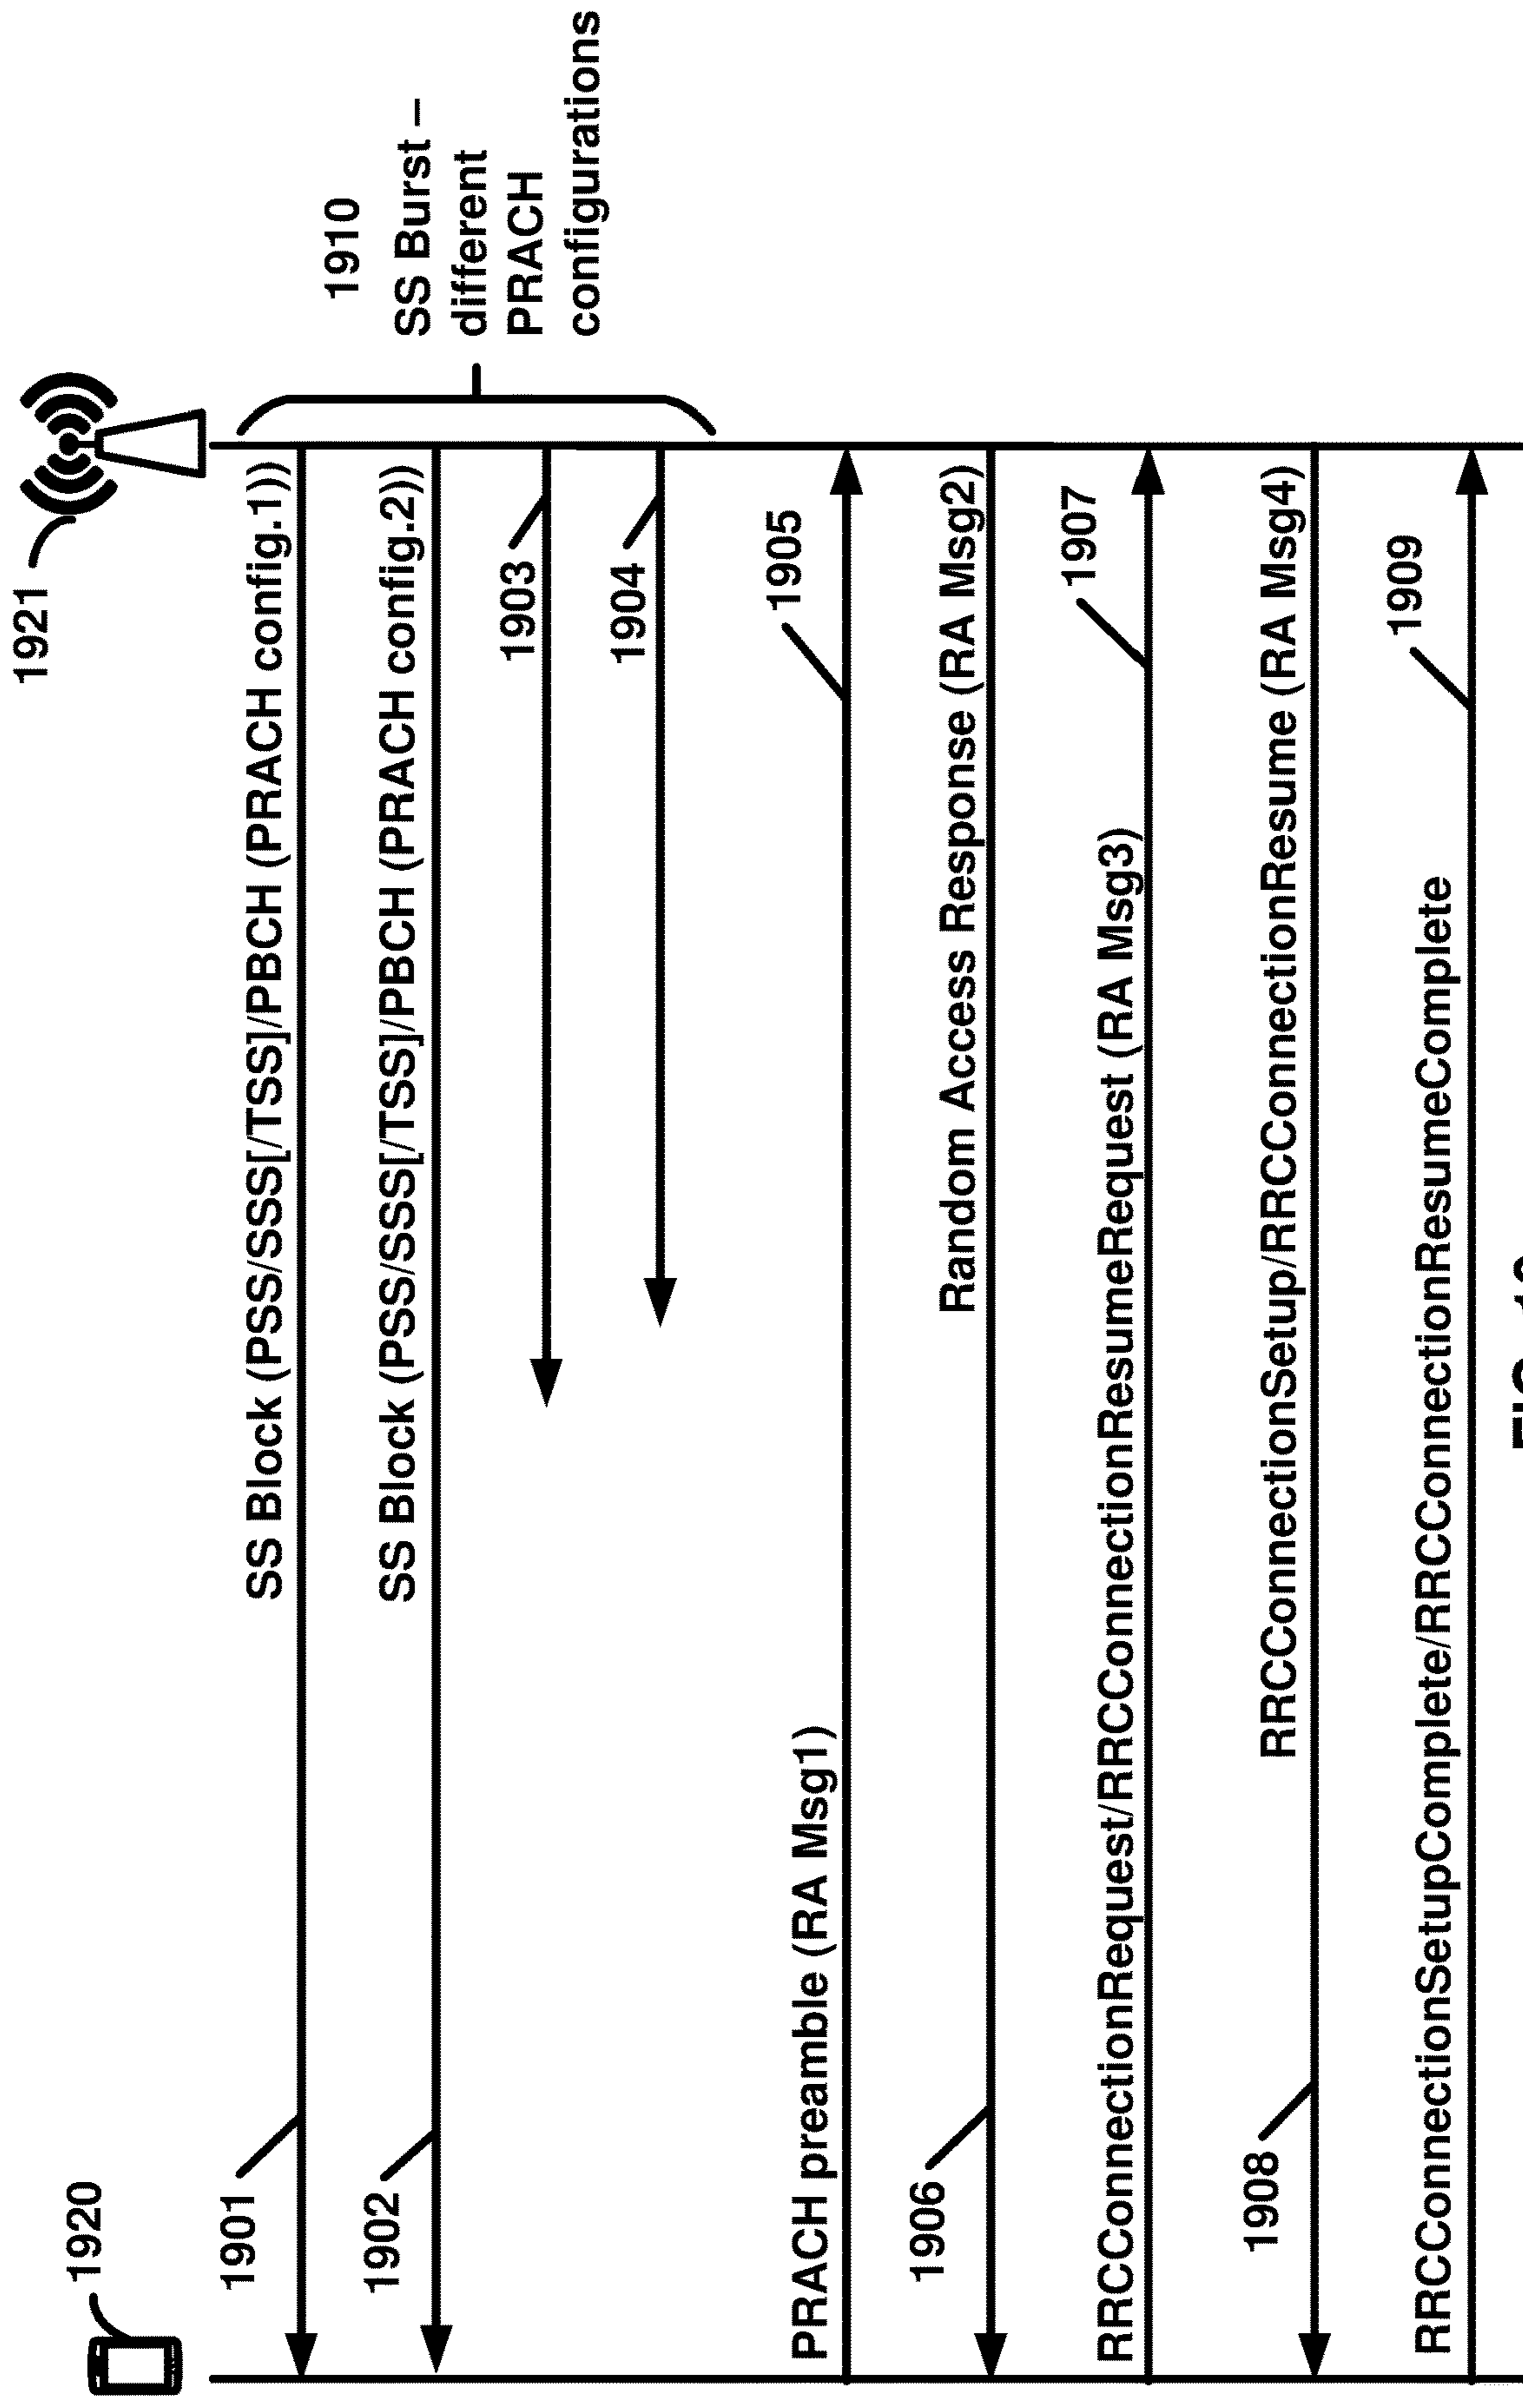 1920
1921
1901
SS Block (PSS/SSS[/TSS]/PBCH (PRACH config.1))
1910
SS Burst –
different
PRACH
configurations
1902
SS Block (PSS/SSS[/TSS]/PBCH (PRACH config.2))
1903
1904
PRACH preamble (RA Msg1)
1905
1906
Random Access Response (RA Msg2)
RRCConnectionRequest/RRCConnectionResumeRequest (RA Msg3)
1907
1908
RRCConnectionSetup/RRCConnectionResume (RA Msg4)
RRCConnectionSetupComplete/RRCConnectionResumeComplete
1909